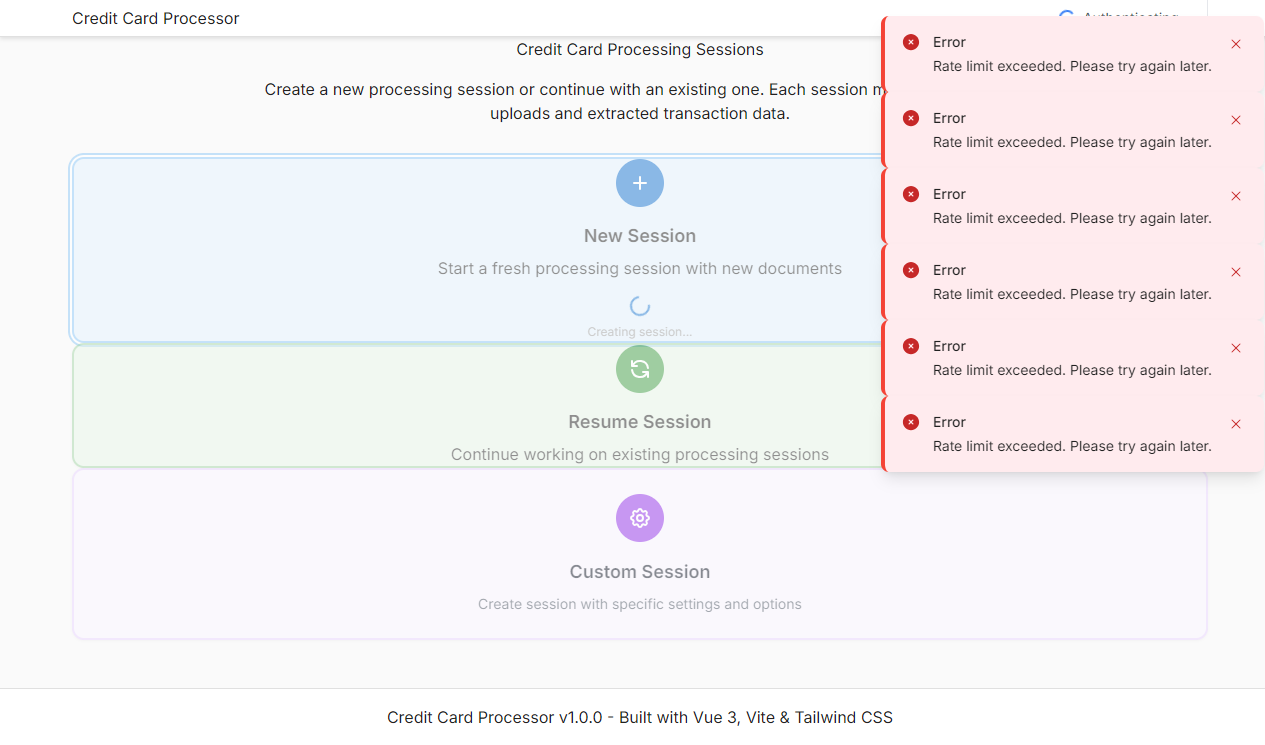 Credit Card Processor
Credit Card Processing Sessions
Create a new processing session or continue with an existing one. Each session
uploads and extracted transaction data.
New Session
Start a fresh processing session with new documents
Creating session...
Resume Session
Continue working on existing processing sessions
Custom Session
Create session with specific settings and options
Error
Rate limit exceeded. Please try again later.
Error
Rate limit exceeded. Please try again later.
Error
Rate limit exceeded. Please try again later.
Error
Rate limit exceeded. Please try again later.
Error
Rate limit exceeded. Please try again later.
Error
Rate limit exceeded. Please try again later.
Credit Card Processor v1.0.0 - Built with Vue 3, Vite & Tailwind CSS